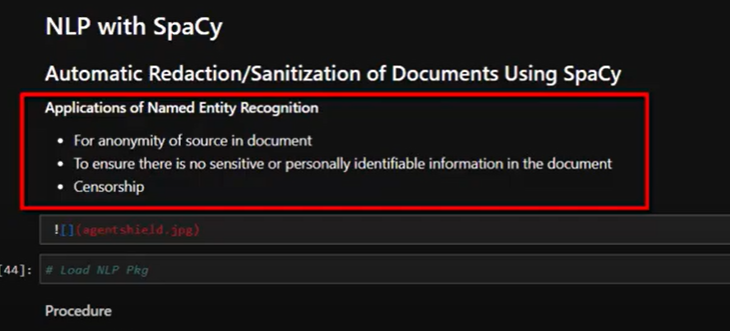 NLP with SpaCy
Automatic Redaction/Sanitization of Documents Using SpaCy
Applications of Named Entity Recognition
• For anonymity of source in document
• To ensure there is no sensitive or personally identifiable information in the document
• Censorship
![](agentshield.jpg)
[44]: # Load NLP Pkg
Procedure